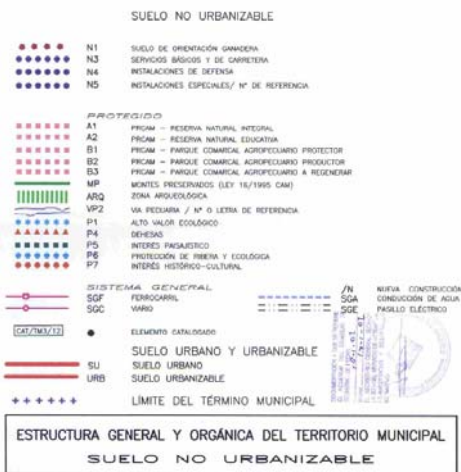 SUELO NO URBANIZABLE
N1 SUELO DE ORIENTACIÓN GANADERA
N3 SERVICIOS BÁSICOS Y DE CARRETERA
N4 INSTALACIONES DE DEFENSA
N5 INSTALACIONES ESPECIALES/ Nº DE REFERENCIA
PROTEGIDO
A1 PRCAM - RESERVA NATURAL INTEGRAL
A2 PRCAM - RESERVA NATURAL EDUCATIVA
B1 PRCAM - PARQUE COMARCAL AGROPECUARIO PROTECTOR
B2 PRCAM - PARQUE COMARCAL AGROPECUARIO PRODUCTOR
B3 PRCAM - PARQUE COMARCAL AGROPECUARIO A REGENERAR
MP MONTES PRESERVADOS (LEY 16/1995 CAM)
ARQ ZONA ARQUEOLÓGICA
VP2 VIA PECUARIA / Nº O LETRA DE REFERENCIA
P1 ALTO VALOR ECOLÓGICO
P4 DEHESAS
P5 INTERÉS PAISAJÍSTICO
P6 PROTECCIÓN DE RIBERA Y ECOLÓGICA
P7 INTERÉS HISTÓRICO-CULTURAL
SISTEMA GENERAL
SGF FERROCARRIL
SGC VIARIO
/N NUEVA CONSTRUCCIÓN
SGA CONDUCCIÓN DE AGUA
SGE PASILLO ELÉCTRICO
CAT/TM3/12 ELEMENTO CATALOGADO
SUELO URBANO Y URBANIZABLE
SU SUELO URBANO
URB SUELO URBANIZABLE
LÍMITE DEL TÉRMINO MUNICIPAL
ESTRUCTURA GENERAL Y ORGÁNICA DEL TERRITORIO MUNICIPAL
SUELO NO URBANIZABLE